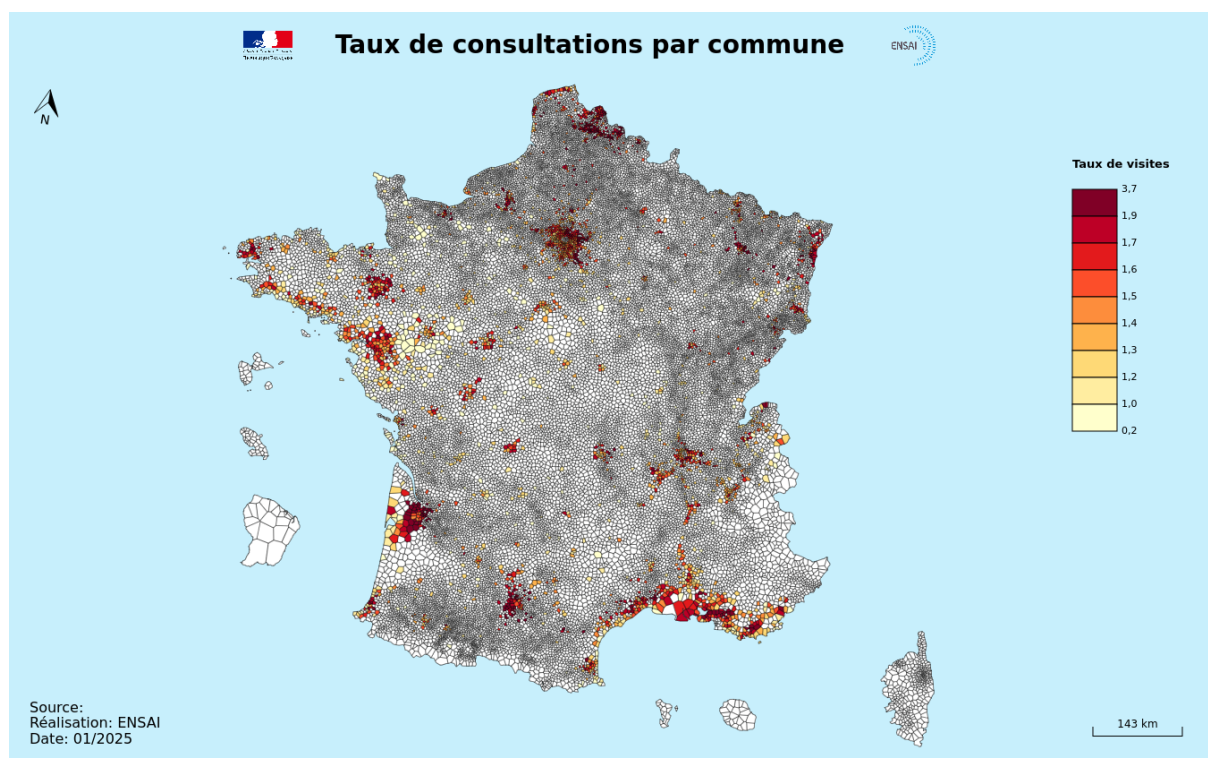 Taux de consultations par commune
ENSAI
N
Taux de visites
3,7
1,9
1,7
1,6
1,5
1,4
1,3
1,2
1,0
0,2
Source:
Réalisation: ENSAI
Date: 01/2025
143 km